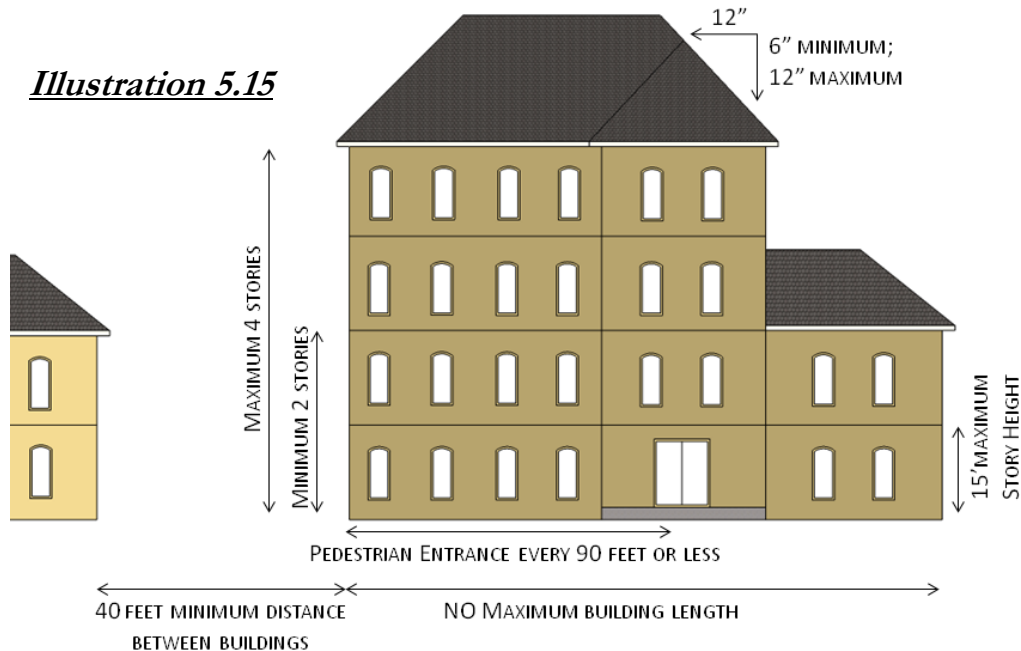 Illustration 5.15
12”
6” MINIMUM;
12” MAXIMUM
MAXIMUM 4 STORIES
MINIMUM 2 STORIES
15’MAXIMUM
STORY HEIGHT
PEDESTRIAN ENTRANCE EVERY 90 FEET OR LESS
40 FEET MINIMUM DISTANCE
BETWEEN BUILDINGS
NO MAXIMUM BUILDING LENGTH